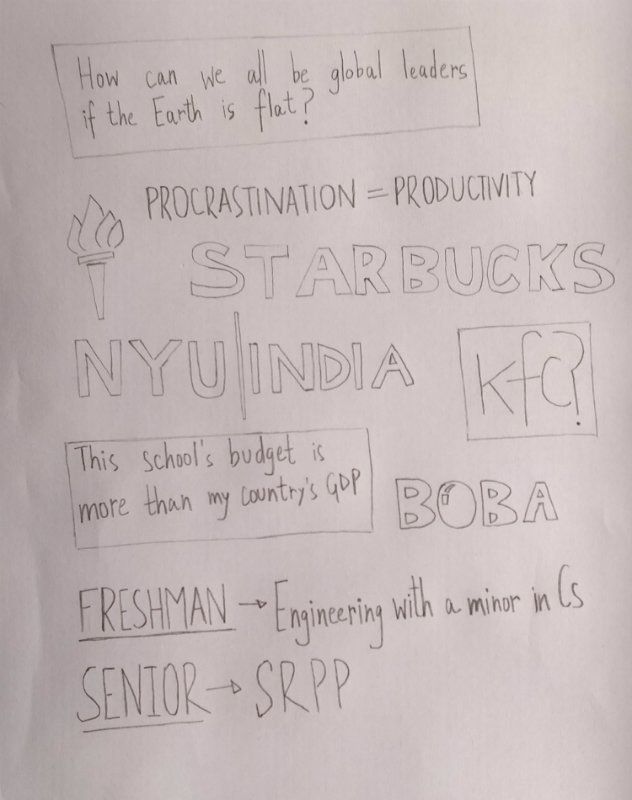 How can we all be global leaders
if the Earth is flat?
PROCRASTINATION = PRODUCTIVITY
STARBUCKS
NYU|INDIA
kfc?
This school's budget is
more than my country's GDP
BOBA
FRESHMAN → Engineering with a minor in Cs
SENIOR → SRPP